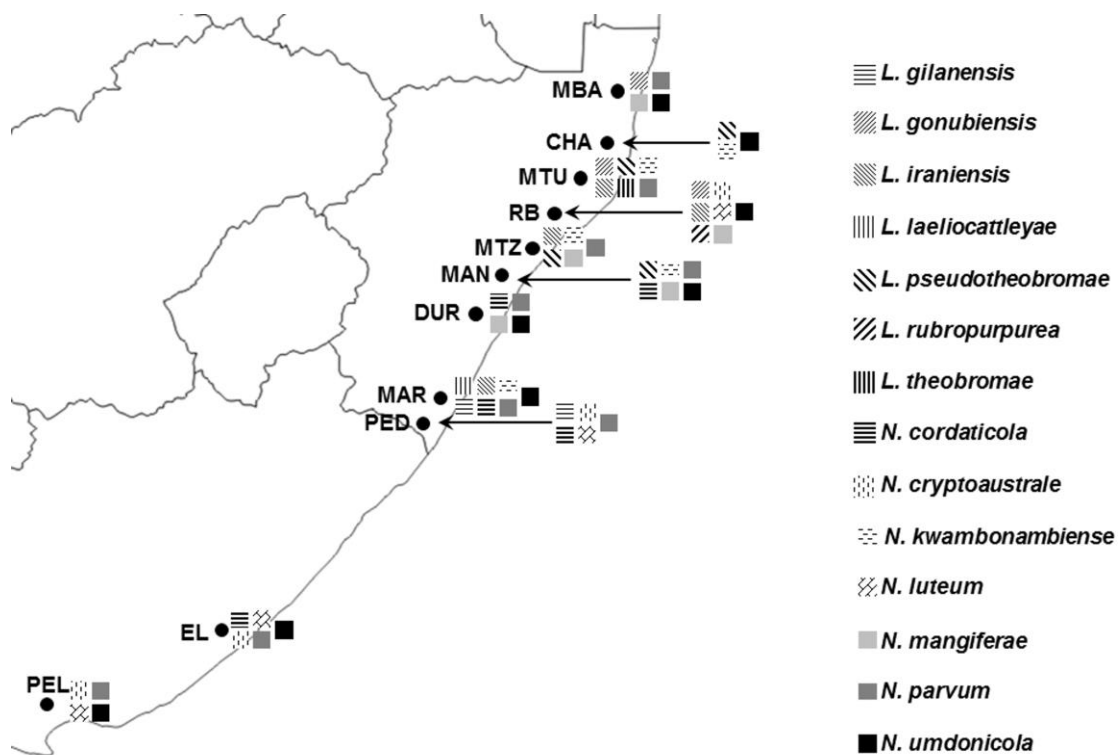 MBA
CHA
MTU
RB
MTZ
MAN
DUR
MAR
PED
EL
PEL
L. gilanensis
L. gonubiensis
L. iraniensis
L. laeliocattleyae
L. pseudotheobromae
L. rubropurpurea
L. theobromae
N. cordaticola
N. cryptoaustrale
N. kwambonambiense
N. luteum
N. mangiferae
N. parvum
N. umdonicola